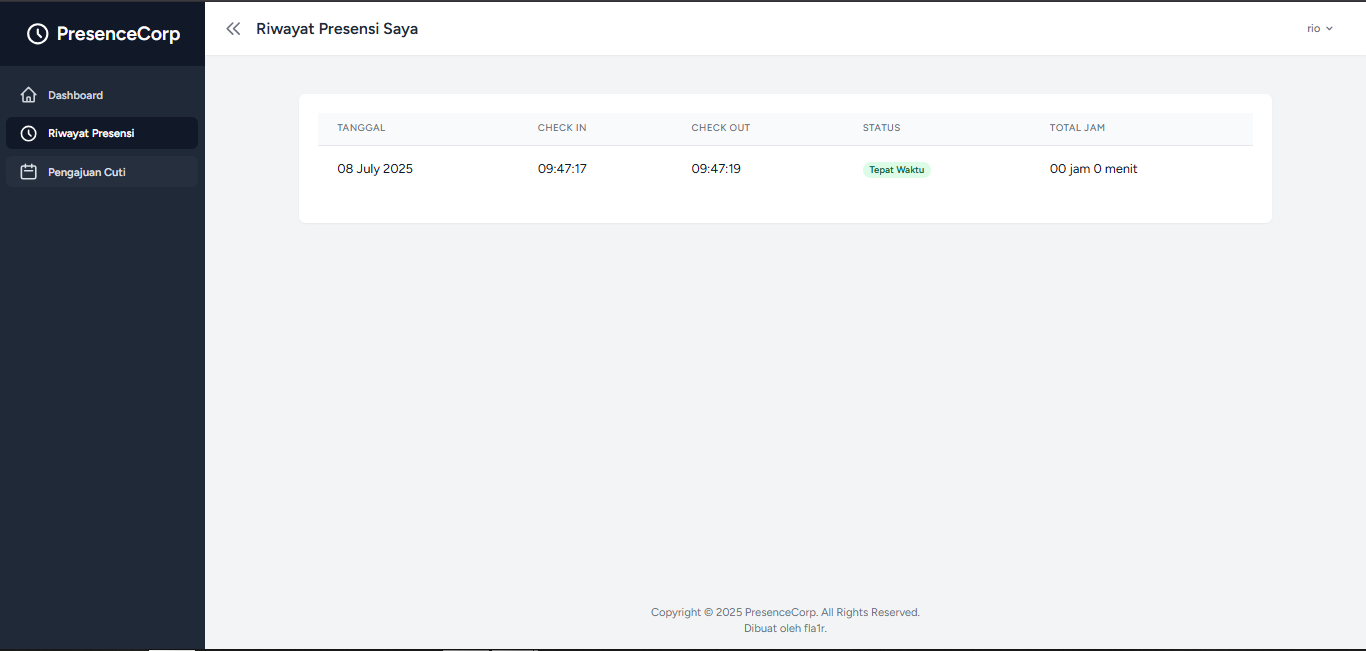 PresenceCorp
Riwayat Presensi Saya
rio
Dashboard
Riwayat Presensi
Pengajuan Cuti
TANGGAL CHECK IN CHECK OUT STATUS TOTAL JAM
08 July 2025 09:47:17 09:47:19 Tepat Waktu 00 jam 0 menit
Copyright © 2025 PresenceCorp. All Rights Reserved.
Dibuat oleh fla1r.